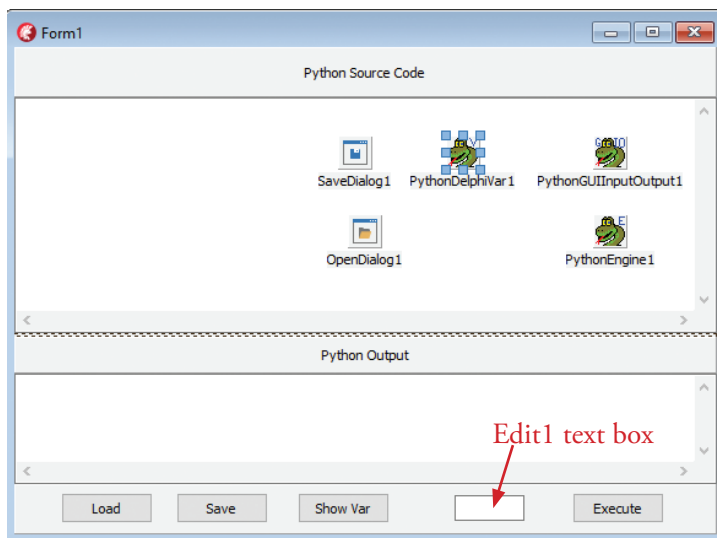 Form1
Python Source Code
SaveDialog1 PythonDelphiVar1 PythonGUIInputOutput1
OpenDialog1 PythonEngine1
Python Output
Edit1 text box
Load Save Show Var Execute